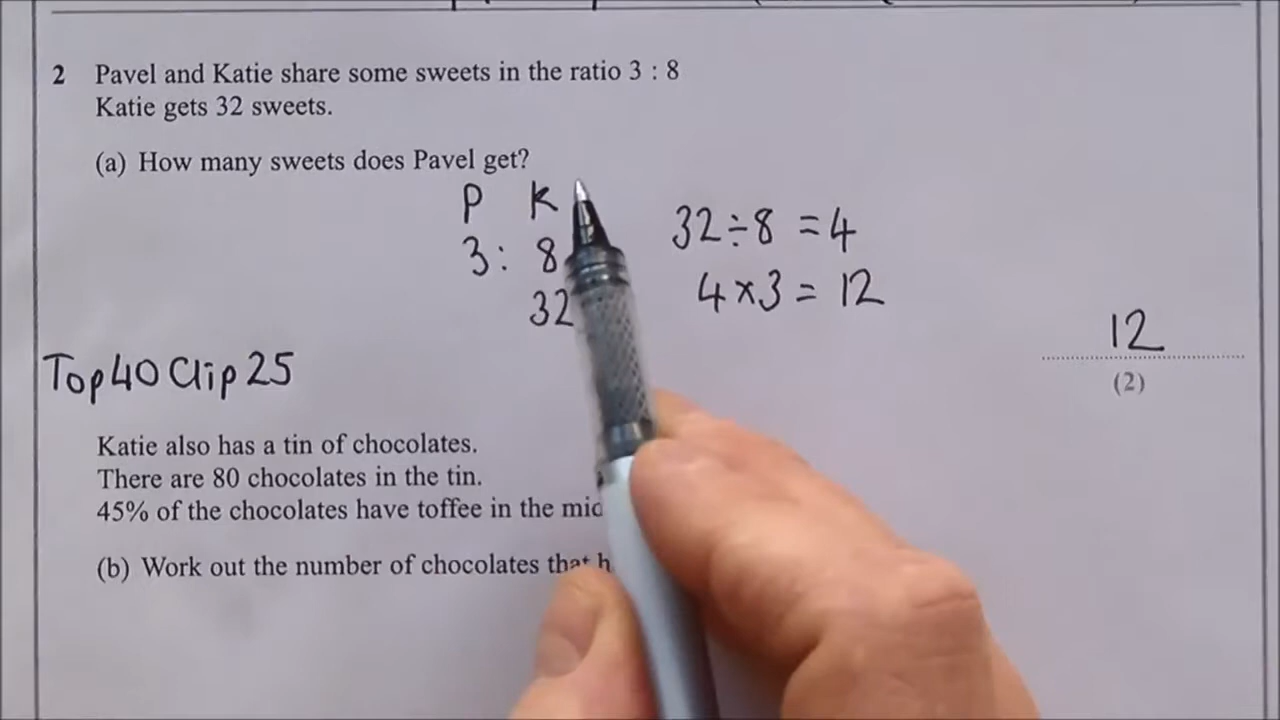 2 Pavel and Katie share some sweets in the ratio 3 : 8
Katie gets 32 sweets.
(a) How many sweets does Pavel get?
P K
3 : 8
32
32 ÷ 8 = 4
4 × 3 = 12
12
(2)
Top 40 Clip 25
Katie also has a tin of chocolates.
There are 80 chocolates in the tin.
45% of the chocolates have toffee in the
(b) Work out the number of chocolates that